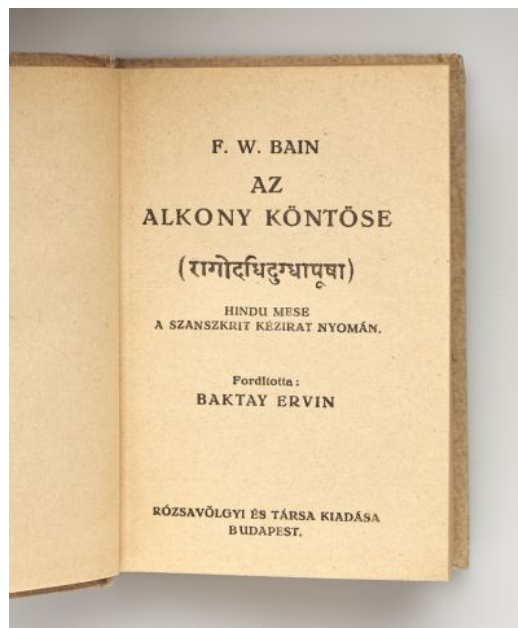 F. W. BAIN
AZ
ALKONY KÖNTÖSE
(रागोदधिदुग्धापूषा)
HINDU MESE
A SZANSZKRIT KÉZIRAT NYOMÁN.
Fordította:
BAKTAY ERVIN
RÓZSAVÖLGYI ÉS TÁRSA KIADÁSA
BUDAPEST.